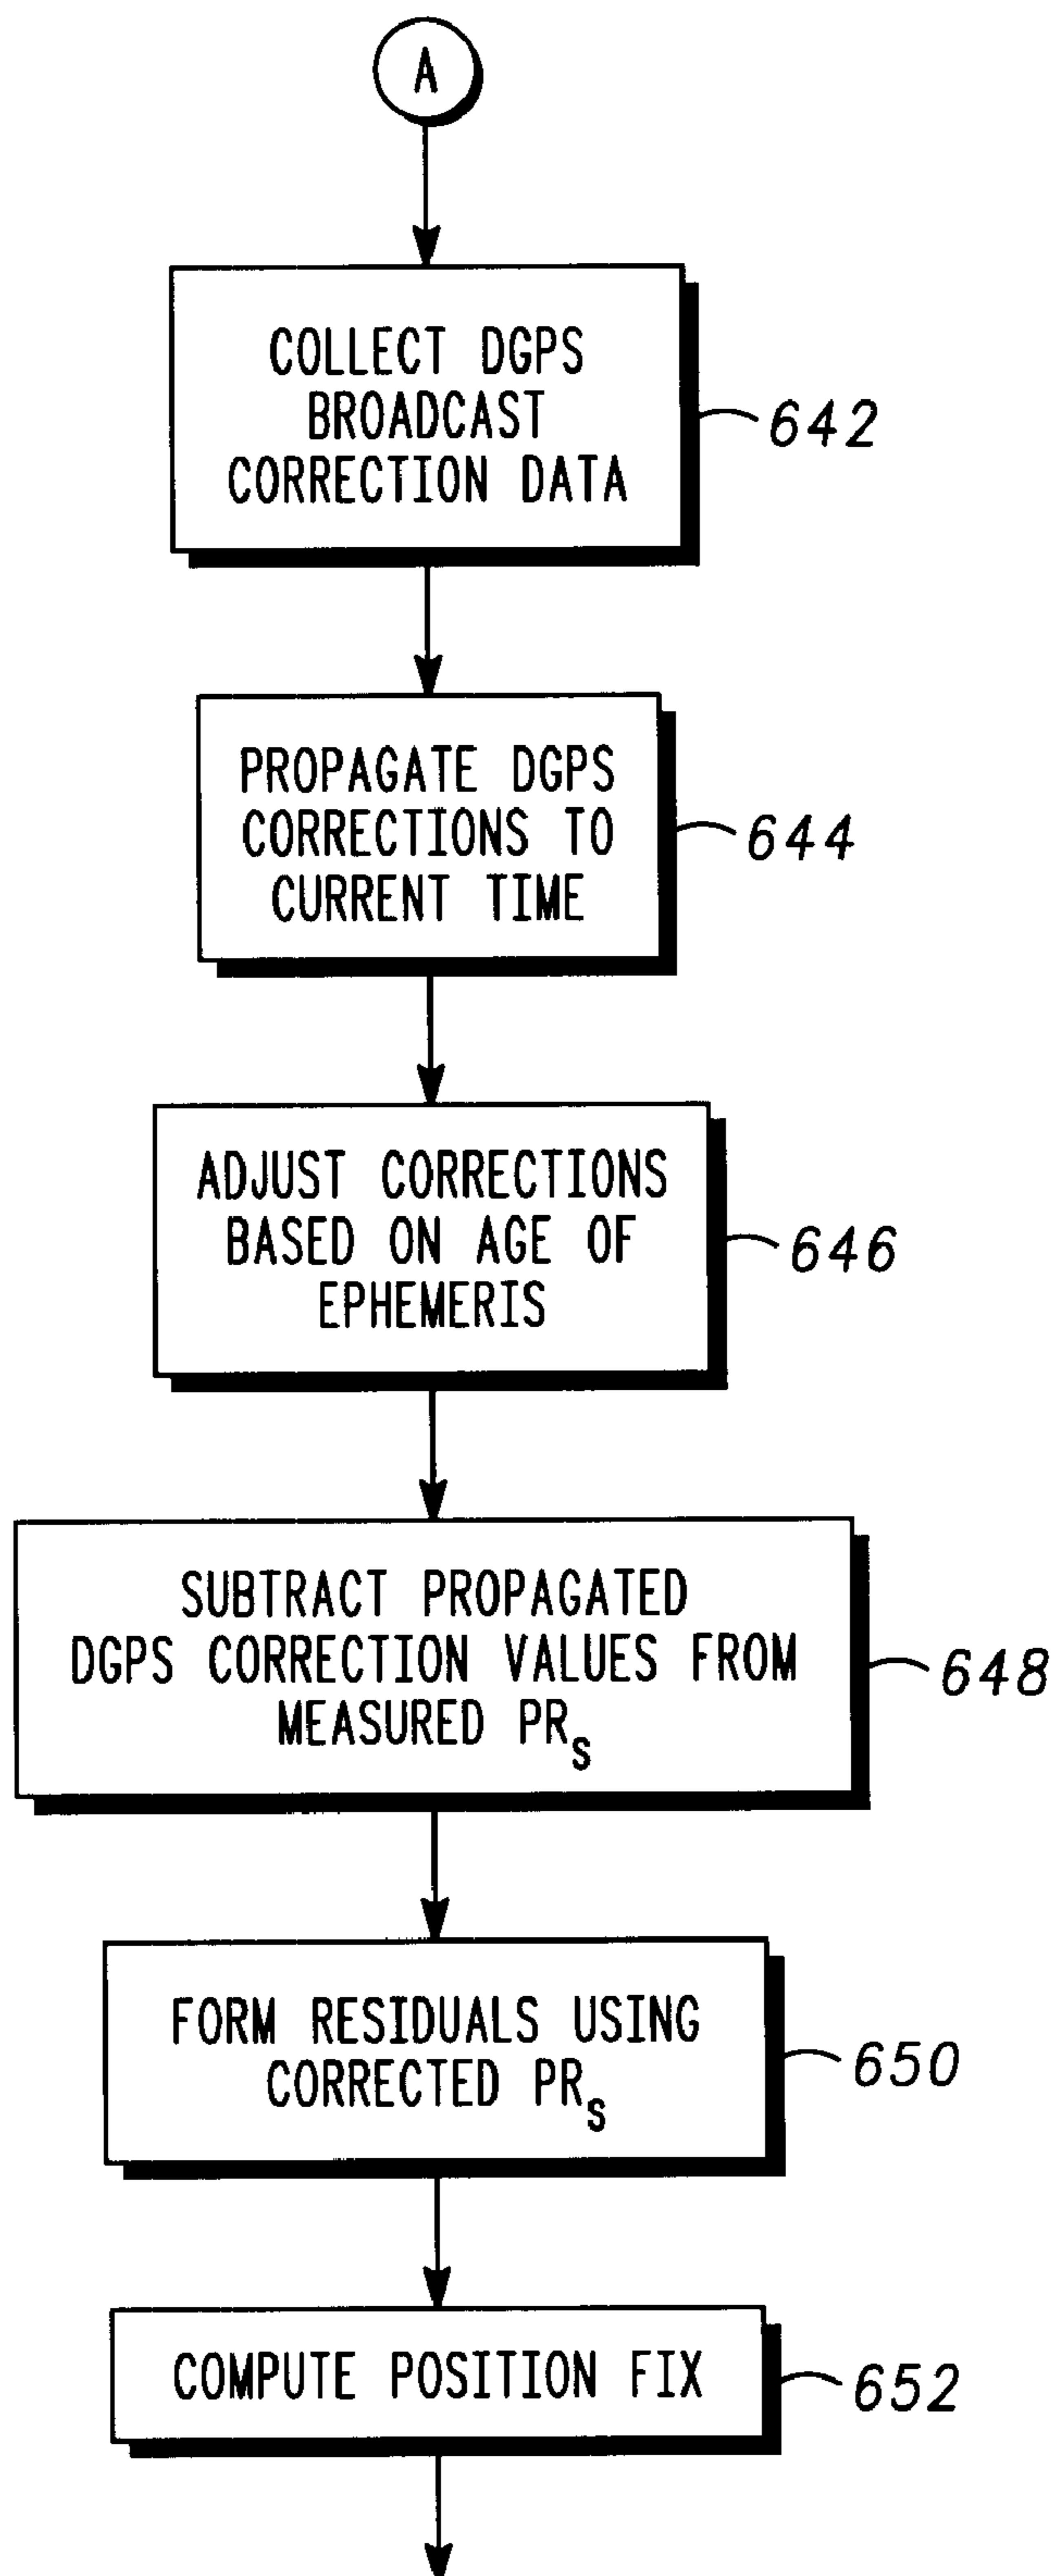 A
COLLECT DGPS
BROADCAST
CORRECTION DATA
642
PROPAGATE DGPS
CORRECTIONS TO
CURRENT TIME
644
ADJUST CORRECTIONS
BASED ON AGE OF
EPHEMERIS
646
SUBTRACT PROPAGATED
DGPS CORRECTION VALUES FROM
MEASURED PRs
648
FORM RESIDUALS USING
CORRECTED PRs
650
COMPUTE POSITION FIX
652